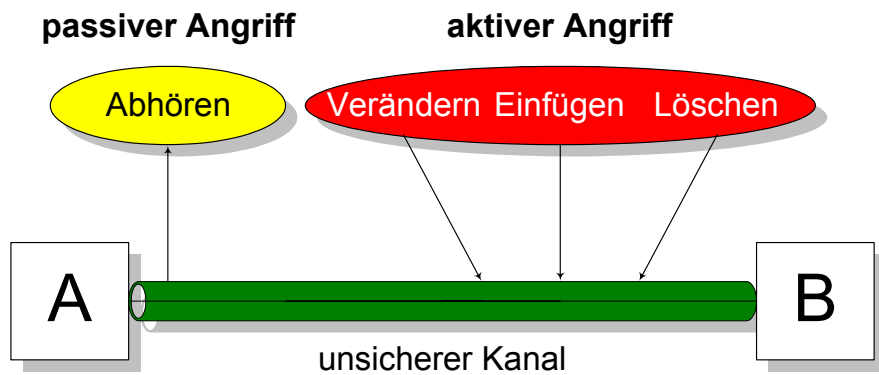 passiver Angriff aktiver Angriff
Abhören Verändern Einfügen Löschen
A B
unsicherer Kanal